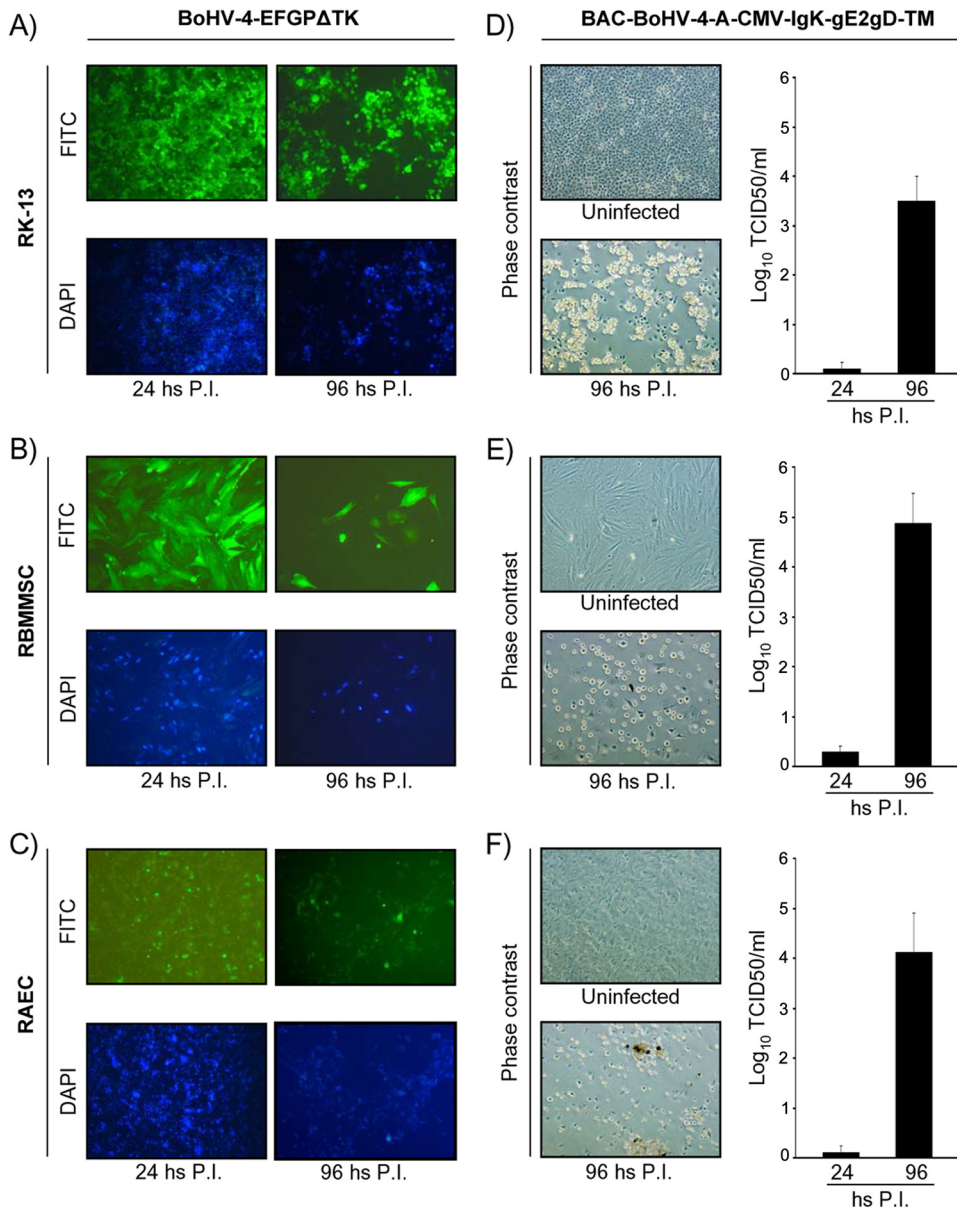 BoHV-4-EFGPΔTK
BAC-BoHV-4-A-CMV-IgK-gE2gD-TM
A)
RK-13
FITC
DAPI
24 hs P.I.
96 hs P.I.
D)
Phase contrast
Uninfected
96 hs P.I.
Log10 TCID50/ml
6
5
4
3
2
1
0
24
96
hs P.I.
B)
RBMMSC
FITC
DAPI
24 hs P.I.
96 hs P.I.
E)
Phase contrast
Uninfected
96 hs P.I.
Log10 TCID50/ml
6
5
4
3
2
1
0
24
96
hs P.I.
C)
RAEC
FITC
DAPI
24 hs P.I.
96 hs P.I.
F)
Phase contrast
Uninfected
96 hs P.I.
Log10 TCID50/ml
6
5
4
3
2
1
0
24
96
hs P.I.